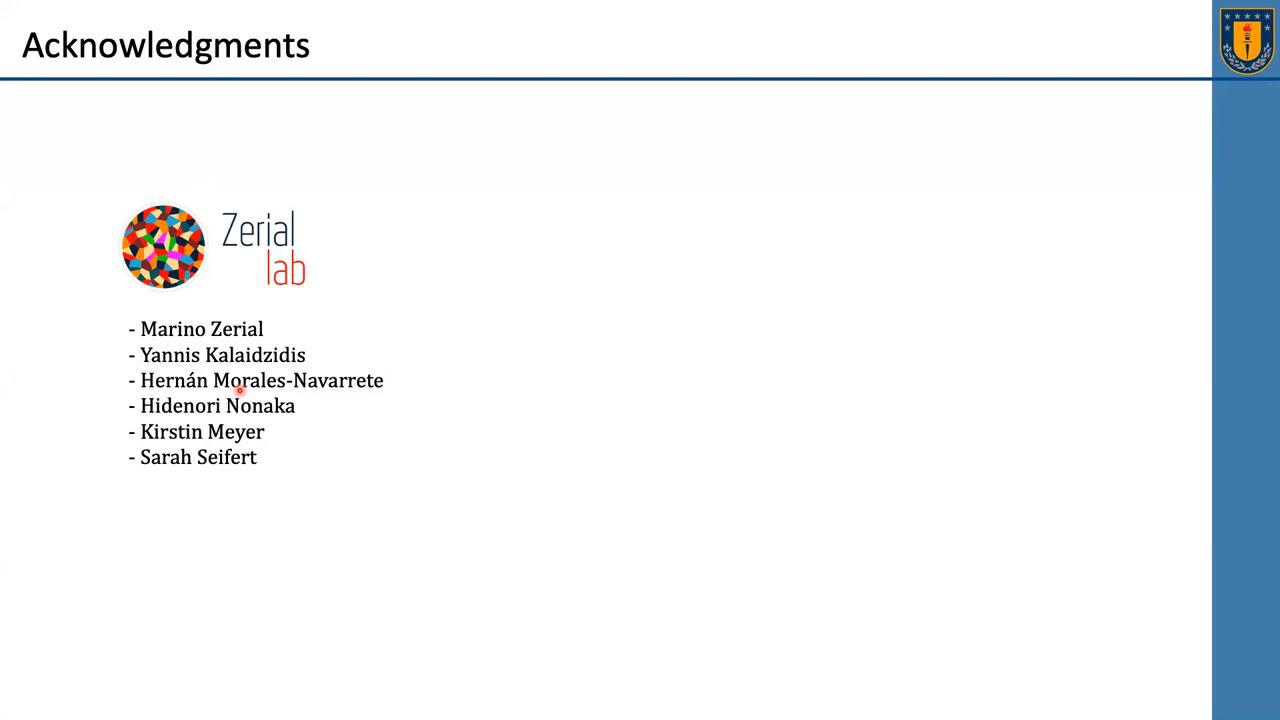 Acknowledgments
Zerial
lab
- Marino Zerial
- Yannis Kalaidzidis
- Hernán Morales-Navarrete
- Hidenori Nonaka
- Kirstin Meyer
- Sarah Seifert